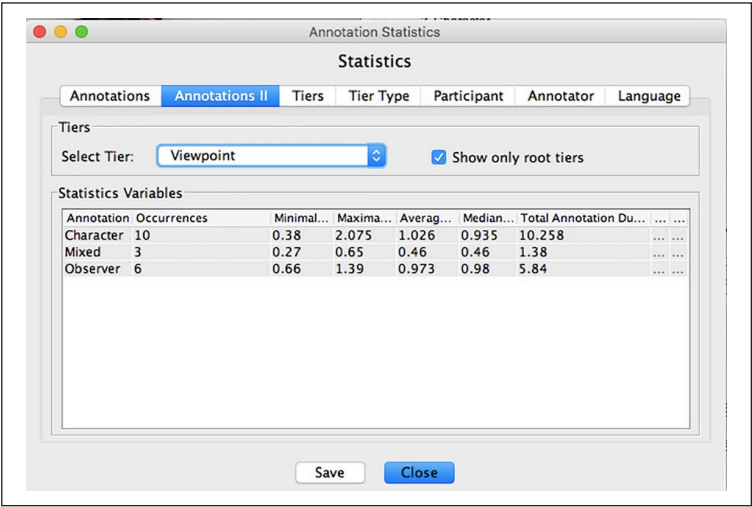 Annotation Statistics
Statistics
Annotations Annotations II Tiers Tier Type Participant Annotator Language
Tiers
Select Tier: Viewpoint Show only root tiers
Statistics Variables
Annotation Occurrences Minimal... Maxima... Averag... Median... Total Annotation Du... ... ...
Character 10 0.38 2.075 1.026 0.935 10.258 ... ...
Mixed 3 0.27 0.65 0.46 0.46 1.38 ... ...
Observer 6 0.66 1.39 0.973 0.98 5.84 ... ...
Save Close